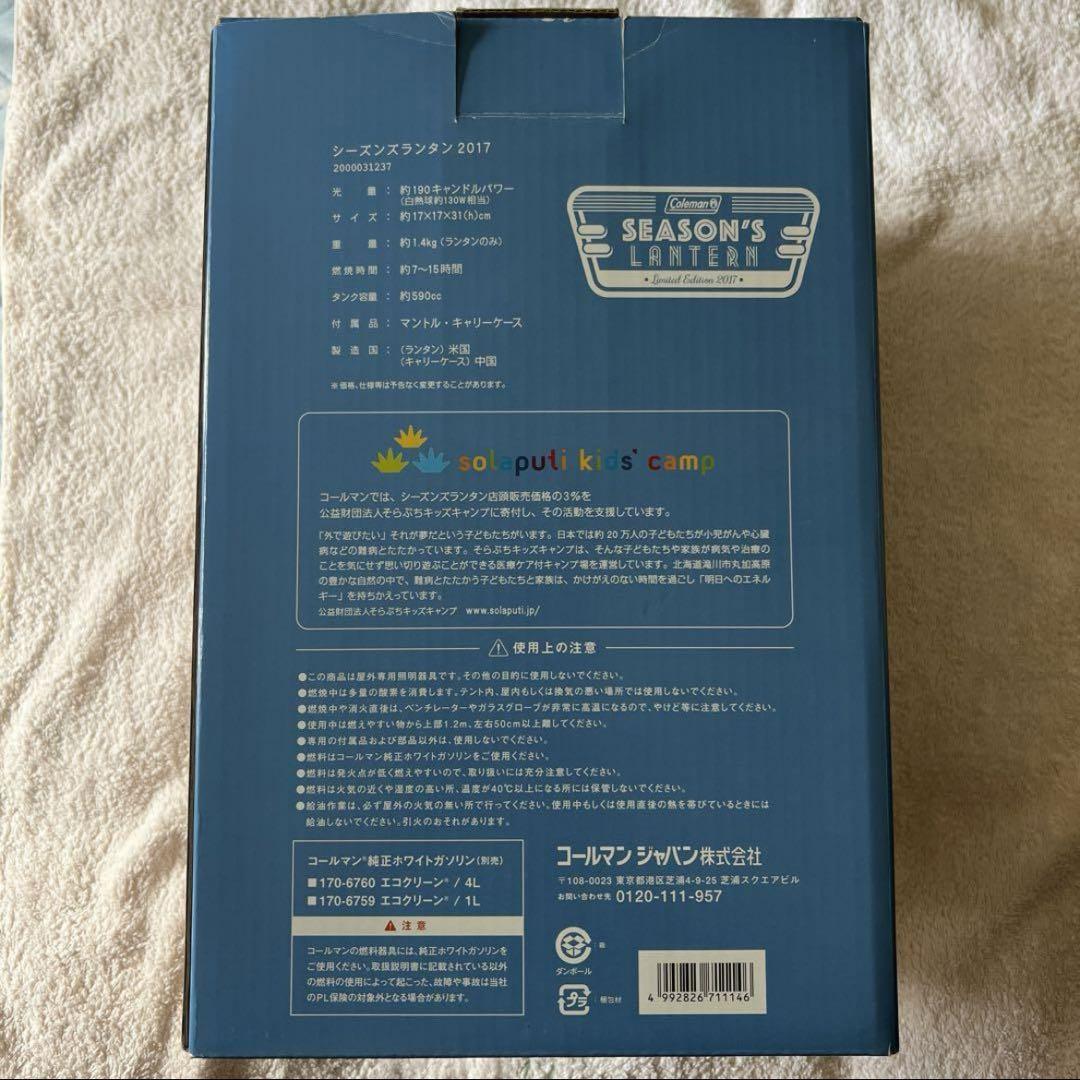 シーズンズランタン 2017
2000031237
光量：約190キャンドルパワー
（白熱球約130W相当）
サイズ：約17×17×31(h)cm
重量：約1.4kg（ランタンのみ）
燃焼時間：約7〜15時間
タンク容量：約590cc
付属品：マントル・キャリーケース
製造国：（ランタン）米国
（キャリーケース）中国
※価格、仕様等は予告なく変更することがあります。
Coleman
SEASON'S
LANTERN
• Limited Edition 2017 •
solaputi kids' camp
コールマンでは、シーズンズランタン店頭販売価格の3％を
公益財団法人そらぷちキッズキャンプに寄付し、その活動を支援しています。
「外で遊びたい」それが夢だという子どもたちがいます。日本では約 20 万人の子どもたちが小児がんや心臓
病などの難病とたたかっています。そらぷちキッズキャンプは、そんな子どもたちや家族が病気や治療の
ことを気にせず思い切り遊ぶことができる医療ケア付キャンプ場を運営しています。北海道滝川市丸加高原
の豊かな自然の中で、難病とたたかう子どもたちと家族は、かけがえのない時間を過ごし「明日へのエネル
ギー」を持ちかえっています。
公益財団法人そらぷちキッズキャンプ www.solaputi.jp/
使用上の注意
●この商品は屋外専用照明器具です。その他の目的に使用しないでください。
●燃焼中は多量の酸素を消費します。テント内、屋内もしくは換気の悪い場所では使用しないでください。
●燃焼中や消火直後は、ベンチレーターやガラスグローブが非常に高温になるので、やけど等に注意してください。
●使用中は燃えやすい物から上部1.2m、左右50cm以上離してください。
●専用の付属品および部品以外は、使用しないでください。
●燃料はコールマン純正ホワイトガソリンをご使用ください。
●燃料は発火点が低く燃えやすいので、取り扱いには充分注意してください。
●燃料は火気の近くや湿度の高い所、温度が40℃以上になる所には保管しないでください。
●給油作業は、必ず屋外の火気の無い所で行ってください。使用中もしくは使用直後の熱を帯びているときには
給油しないでください。引火のおそれがあります。
コールマン®純正ホワイトガソリン（別売）
■170-6760 エコクリーン® / 4L
■170-6759 エコクリーン® / 1L
注意
コールマンの燃料器具には、純正ホワイトガソリンを
ご使用ください。取扱説明書に記載されている以外
の燃料の使用によって起こった、故障や事故は当社
のPL保険の対象外となる場合があります。
コールマン ジャパン株式会社
〒108-0023 東京都港区芝浦4-9-25 芝浦スクエアビル
お問い合わせ先 0120-111-957
ダンボール
箱
プラ
梱包材
4 992826 711146